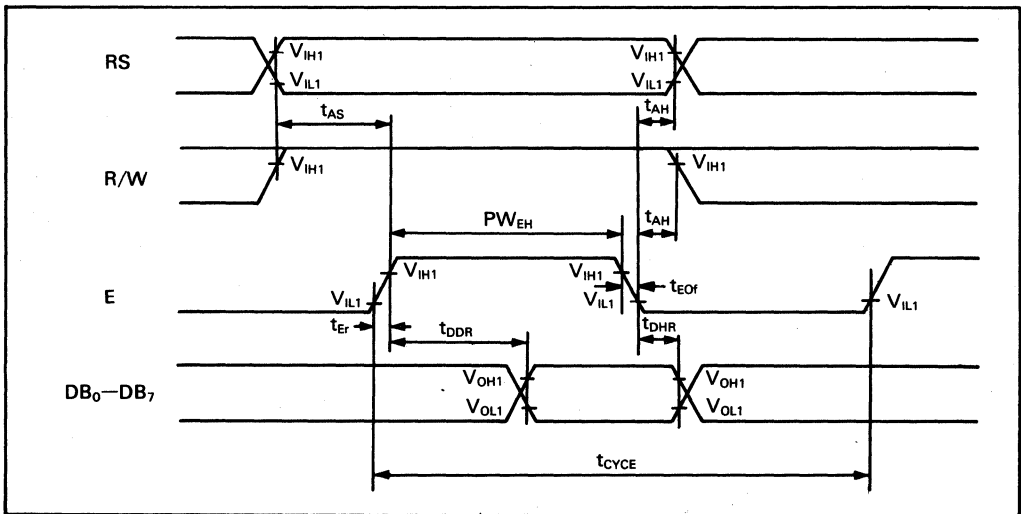 RS
V_IH1
V_IL1
V_IH1
V_IL1
t_AS
t_AH
R/W
V_IH1
V_IH1
PW_EH
t_AH
E
V_IL1
V_IH1
V_IH1
V_IL1
t_EOf
V_IL1
t_Er
t_DDR
t_DHR
DB₀—DB₇
V_OH1
V_OL1
V_OH1
V_OL1
t_CYCE